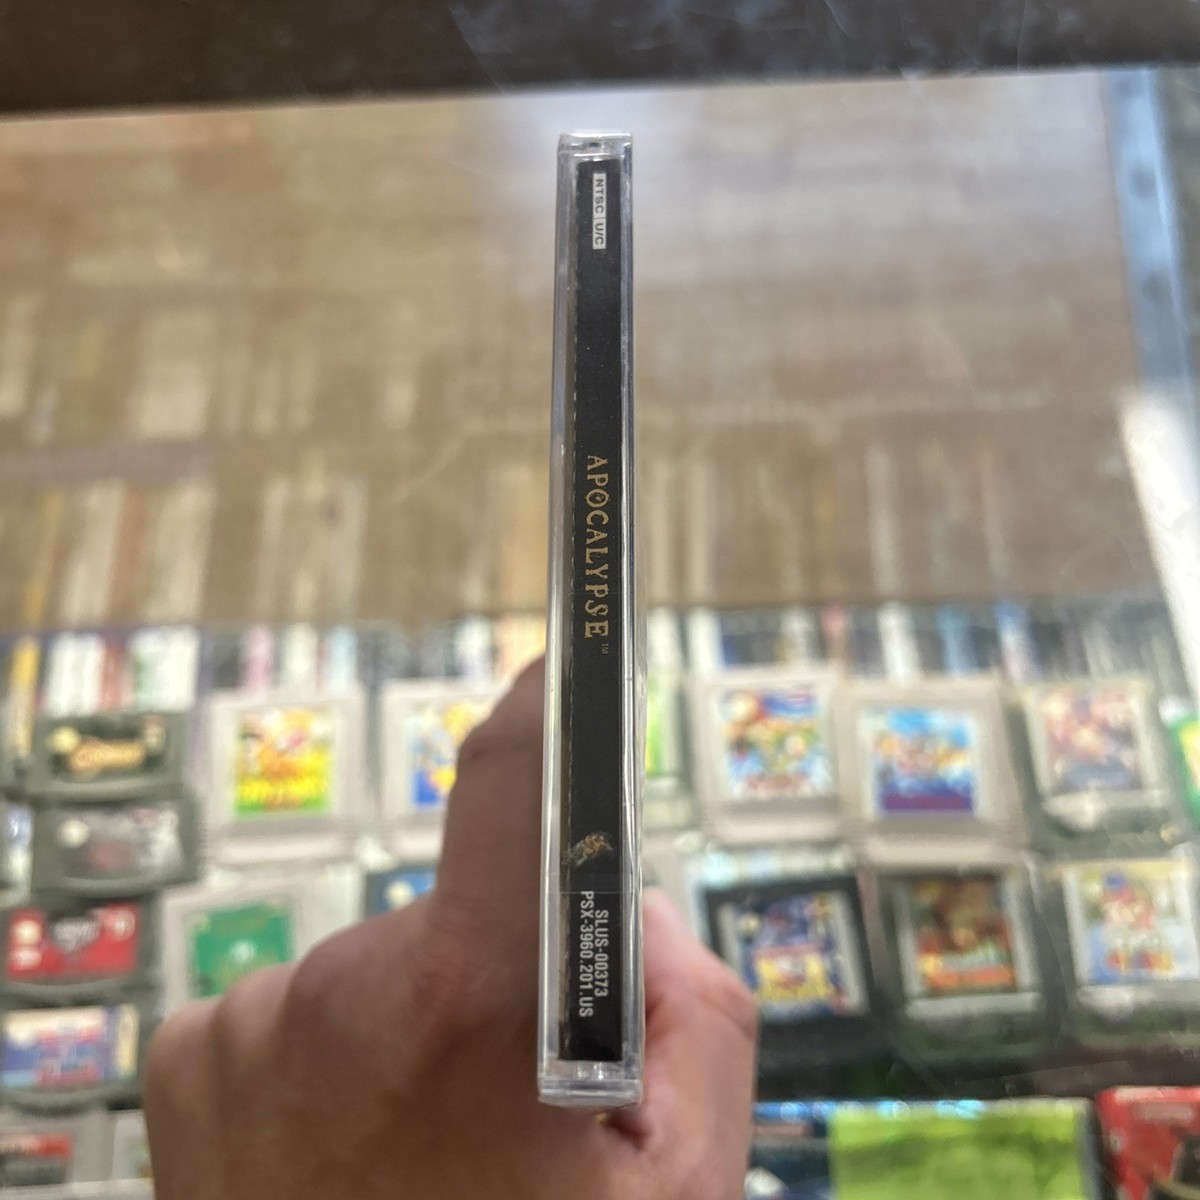 NTSC U/C
APOCALYPSE™
SLUS-00373
PSX-3960.201.US